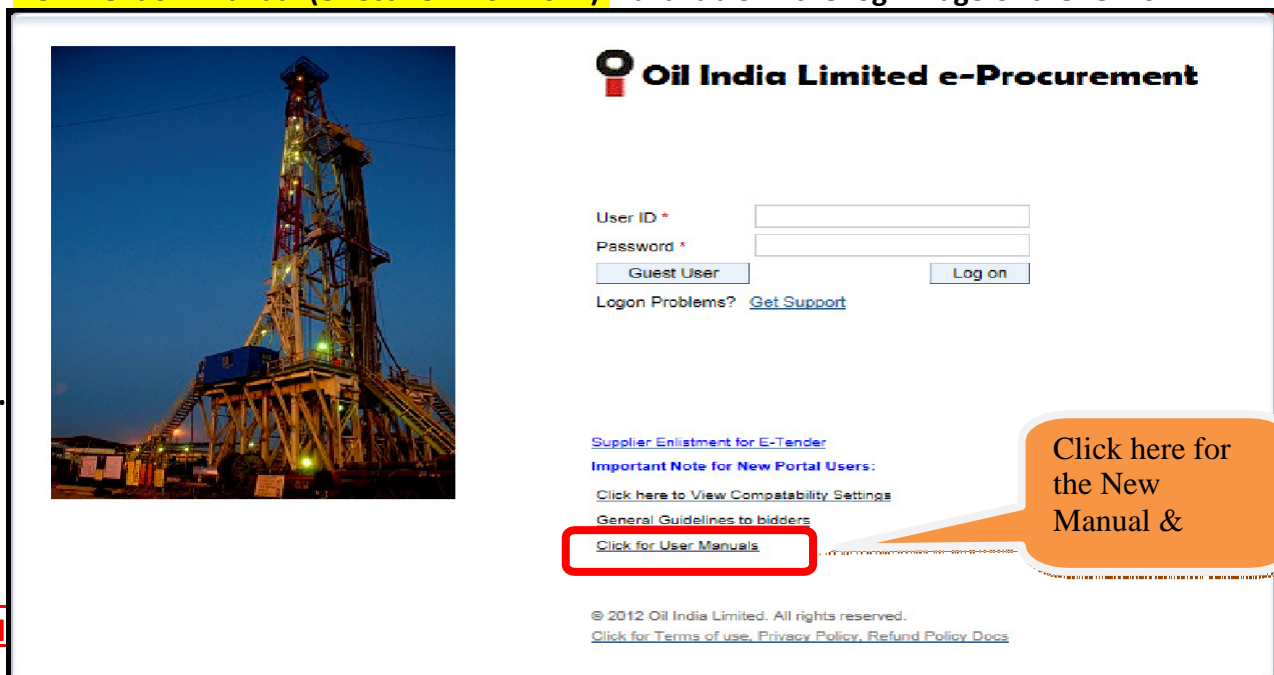 Oil India Limited e-Procurement
User ID *
Password *
Guest User Log on
Logon Problems? Get Support
Supplier Enlistment for E-Tender
Important Note for New Portal Users:
Click here to View Compatability Settings
General Guidelines to bidders
Click for User Manuals
Click here for
the New
Manual &
© 2012 Oil India Limited. All rights reserved.
Click for Terms of use, Privacy Policy, Refund Policy Docs